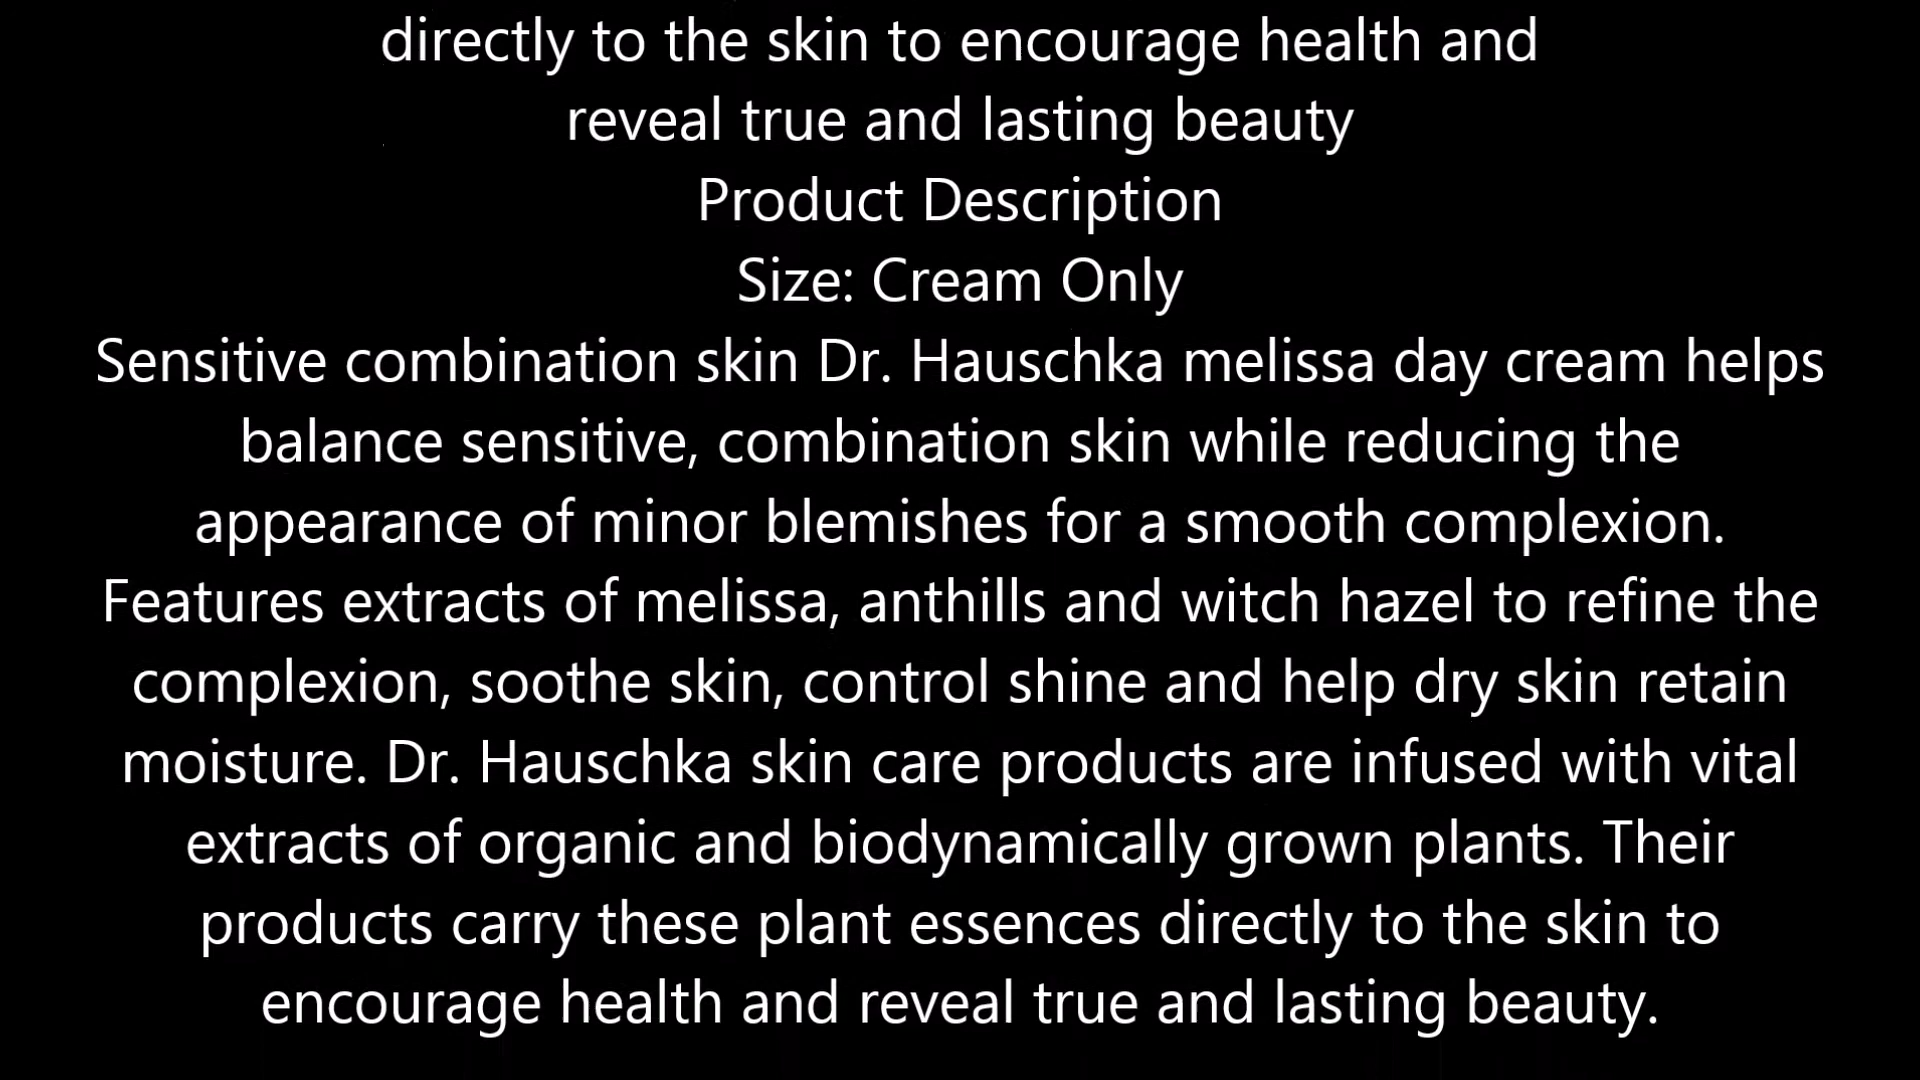 directly to the skin to encourage health and
reveal true and lasting beauty
Product Description
Size: Cream Only
Sensitive combination skin Dr. Hauschka melissa day cream helps
balance sensitive, combination skin while reducing the
appearance of minor blemishes for a smooth complexion.
Features extracts of melissa, anthills and witch hazel to refine the
complexion, soothe skin, control shine and help dry skin retain
moisture. Dr. Hauschka skin care products are infused with vital
extracts of organic and biodynamically grown plants. Their
products carry these plant essences directly to the skin to
encourage health and reveal true and lasting beauty.